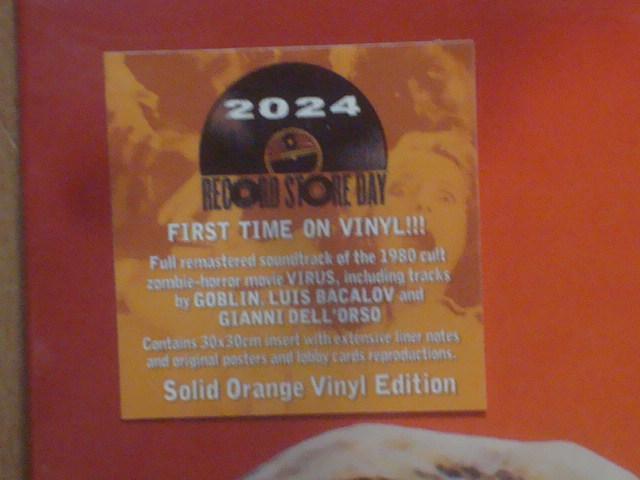 2024
RECORD STORE DAY
FIRST TIME ON VINYL!!!
Full remastered soundtrack of the 1980 cult
zombie-horror movie VIRUS, including tracks
by GOBLIN, LUIS BACALOV and
GIANNI DELL'ORSO
Contains 30x30cm insert with extensive liner notes
and original posters and lobby cards reproductions.
Solid Orange Vinyl Edition